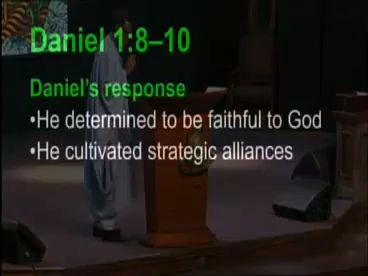 Daniel 1:8–10
Daniel's response
•He determined to be faithful to God
•He cultivated strategic alliances